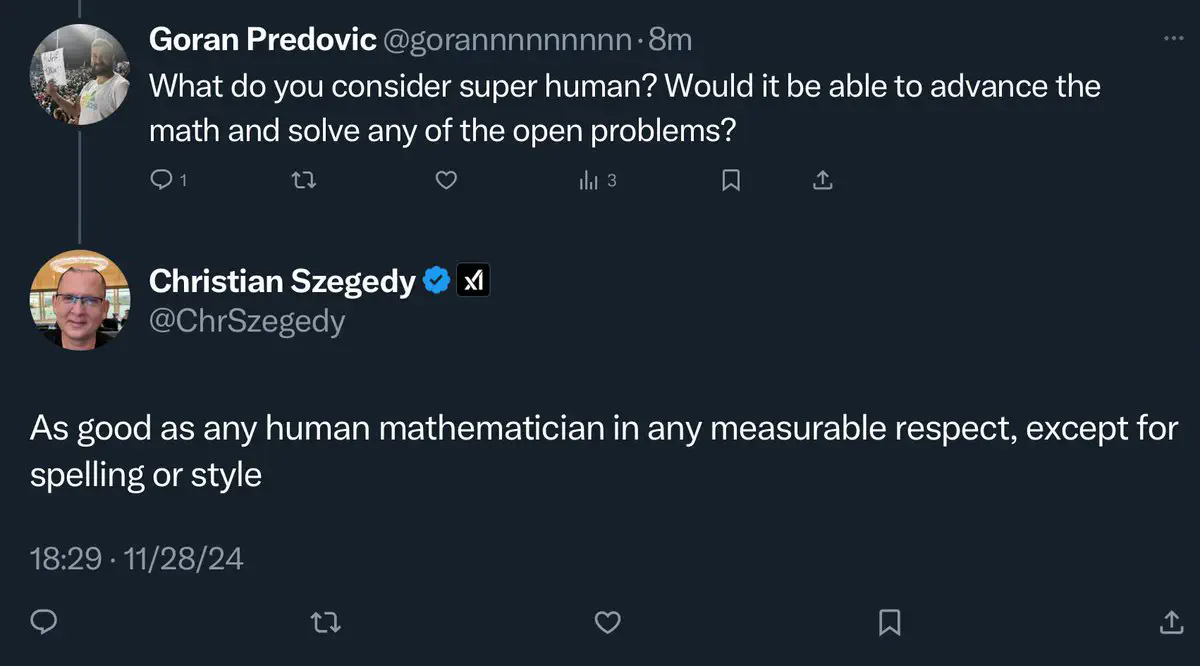 Goran Predovic @gorannnnnnnnn · 8m
What do you consider super human? Would it be able to advance the
math and solve any of the open problems?
1 3
Christian Szegedy xI
@ChrSzegedy
As good as any human mathematician in any measurable respect, except for
spelling or style
18:29 · 11/28/24